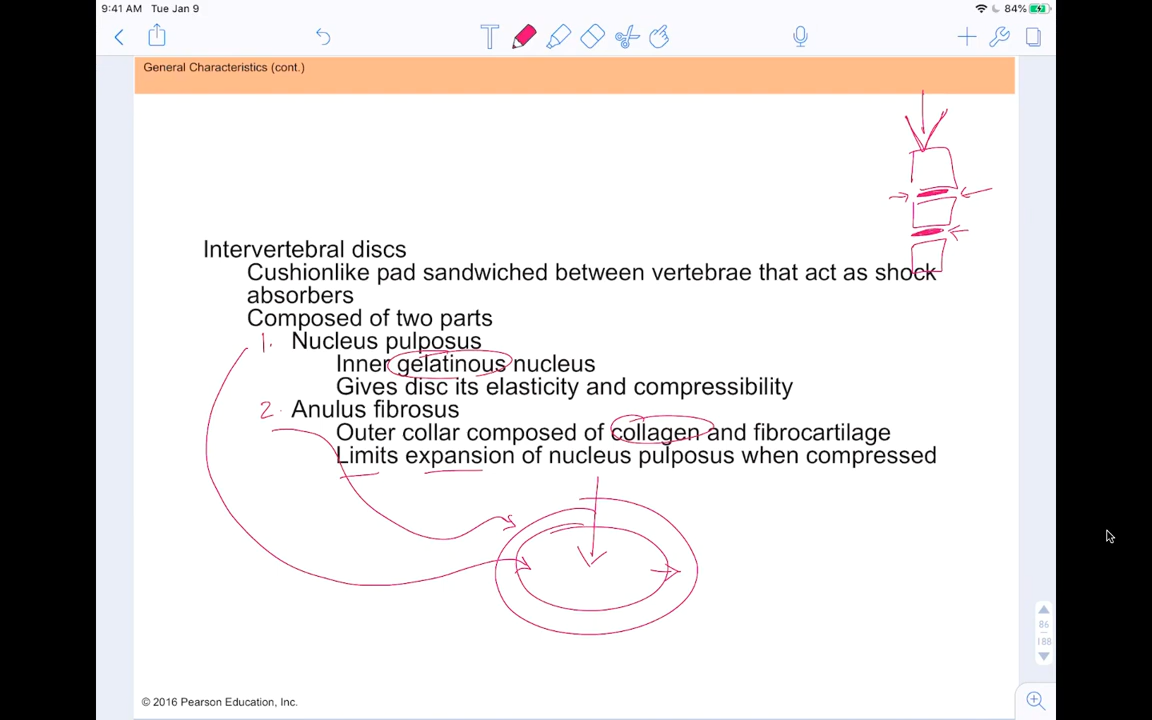 9:41 AM Tue Jan 9
84%
General Characteristics (cont.)
Intervertebral discs
Cushionlike pad sandwiched between vertebrae that act as shock
absorbers
Composed of two parts
1. Nucleus pulposus
Inner gelatinous nucleus
Gives disc its elasticity and compressibility
2. Anulus fibrosus
Outer collar composed of collagen and fibrocartilage
Limits expansion of nucleus pulposus when compressed
86
188
© 2016 Pearson Education, Inc.